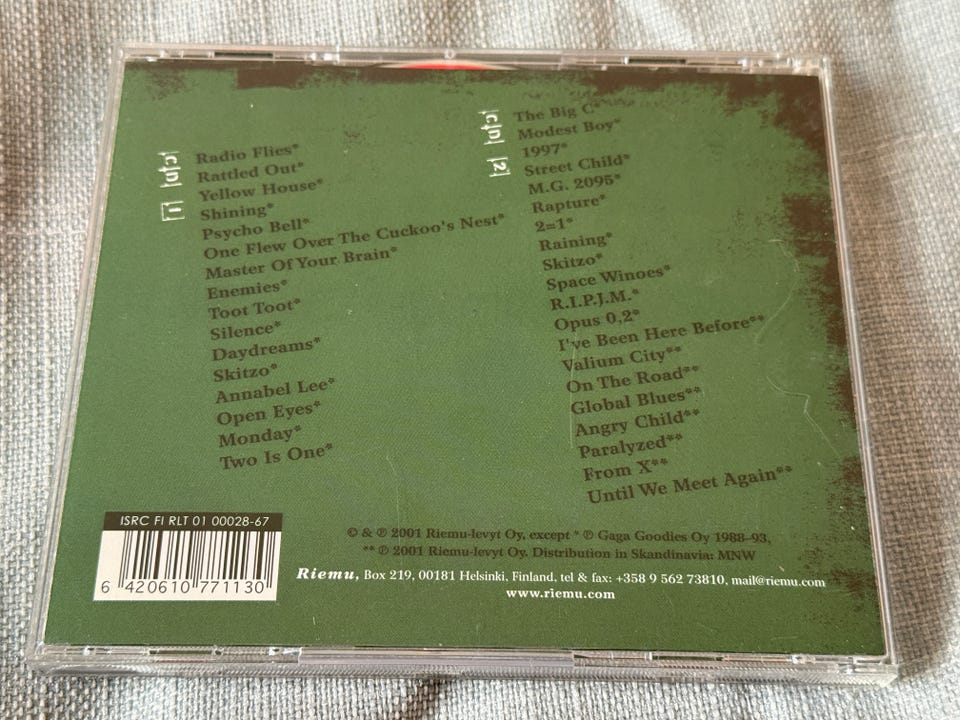 [cut]
[1]
Radio Flies*
Rattled Out*
Yellow House*
Shining*
Psycho Bell*
One Flew Over The Cuckoo's Nest*
Master Of Your Brain*
Enemies*
Toot Toot*
Silence*
Daydreams*
Skitzo*
Annabel Lee*
Open Eyes*
Monday*
Two Is One*
[cut]
[2]
The Big C*
Modest Boy*
1997*
Street Child*
M.G. 2095*
Rapture*
2=1*
Raining*
Skitzo*
Space Winoes*
R.I.P.J.M.*
Opus 0,2*
I've Been Here Before**
Valium City**
On The Road**
Global Blues**
Angry Child**
Paralyzed**
From X**
Until We Meet Again**
ISRC FI RLT 01 00028-67
6 420610 771130
© & ℗ 2001 Riemu-levyt Oy, except * ℗ Gaga Goodies Oy 1988-93,
** ℗ 2001 Riemu-levyt Oy. Distribution in Skandinavia: MNW
Riemu, Box 219, 00181 Helsinki, Finland, tel & fax: +358 9 562 73810, mail@riemu.com
www.riemu.com